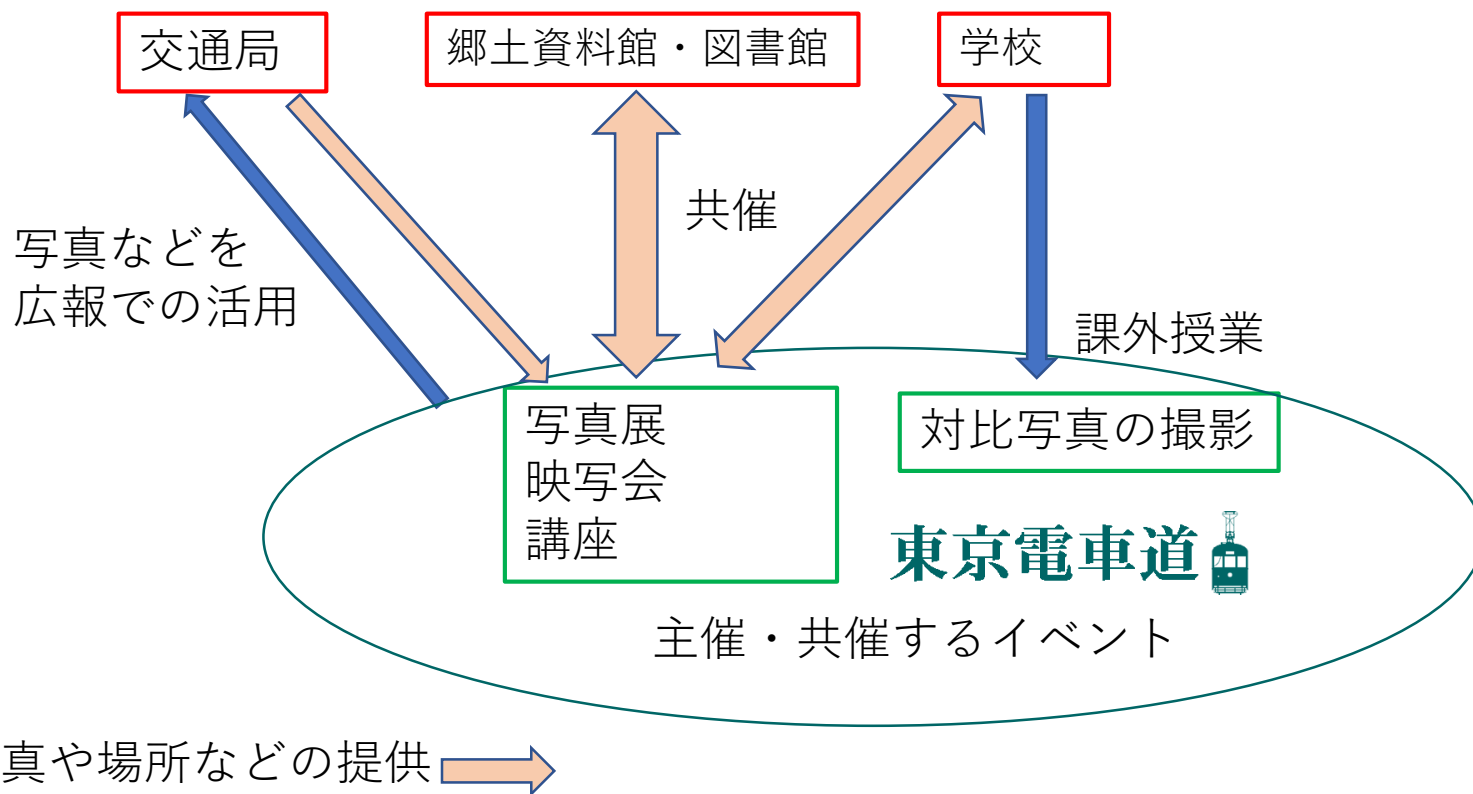 交通局
郷土資料館・図書館
学校
共催
写真などを
広報での活用
課外授業
写真展
映写会
講座
対比写真の撮影
東京電車道
主催・共催するイベント
真や場所などの提供